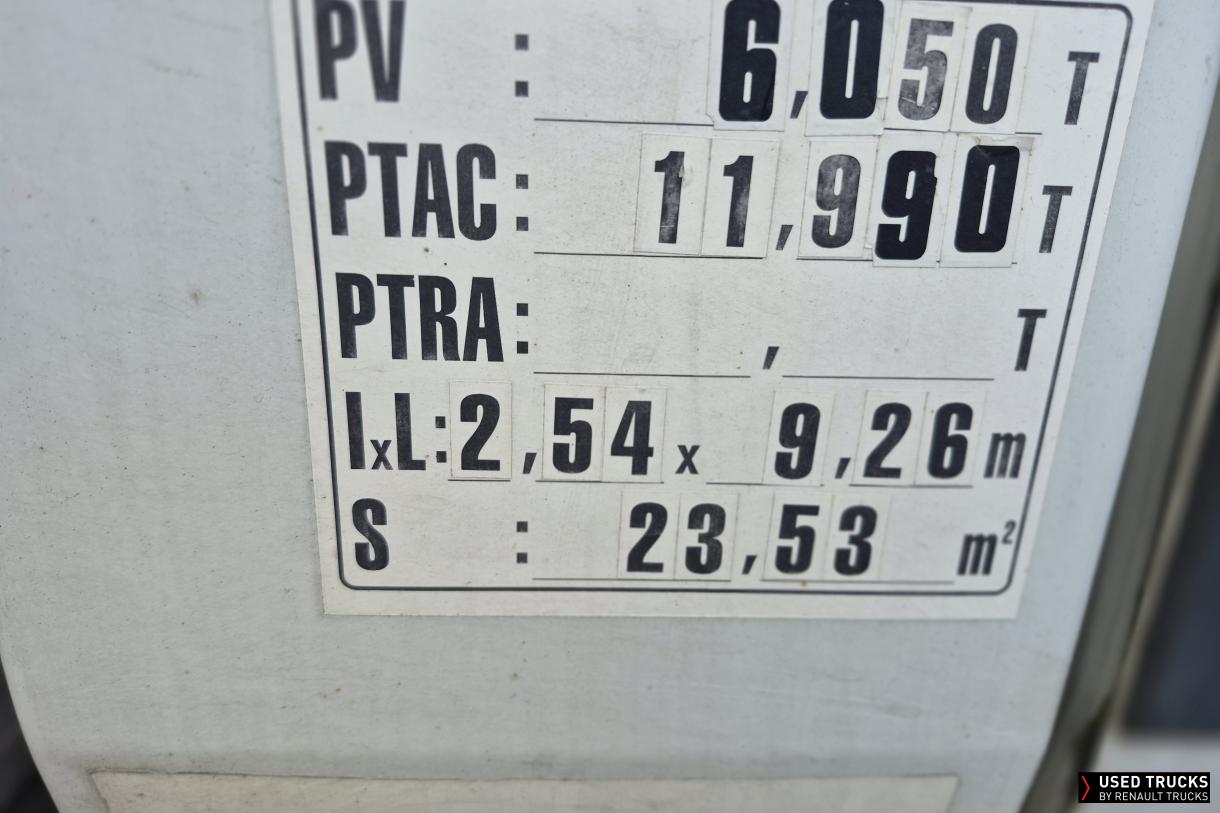 PV : 6,050 T
PTAC : 11,990 T
PTRA : , T
lxL : 2,54 x 9,26 m
S : 23,53 m²
USED TRUCKS
BY RENAULT TRUCKS